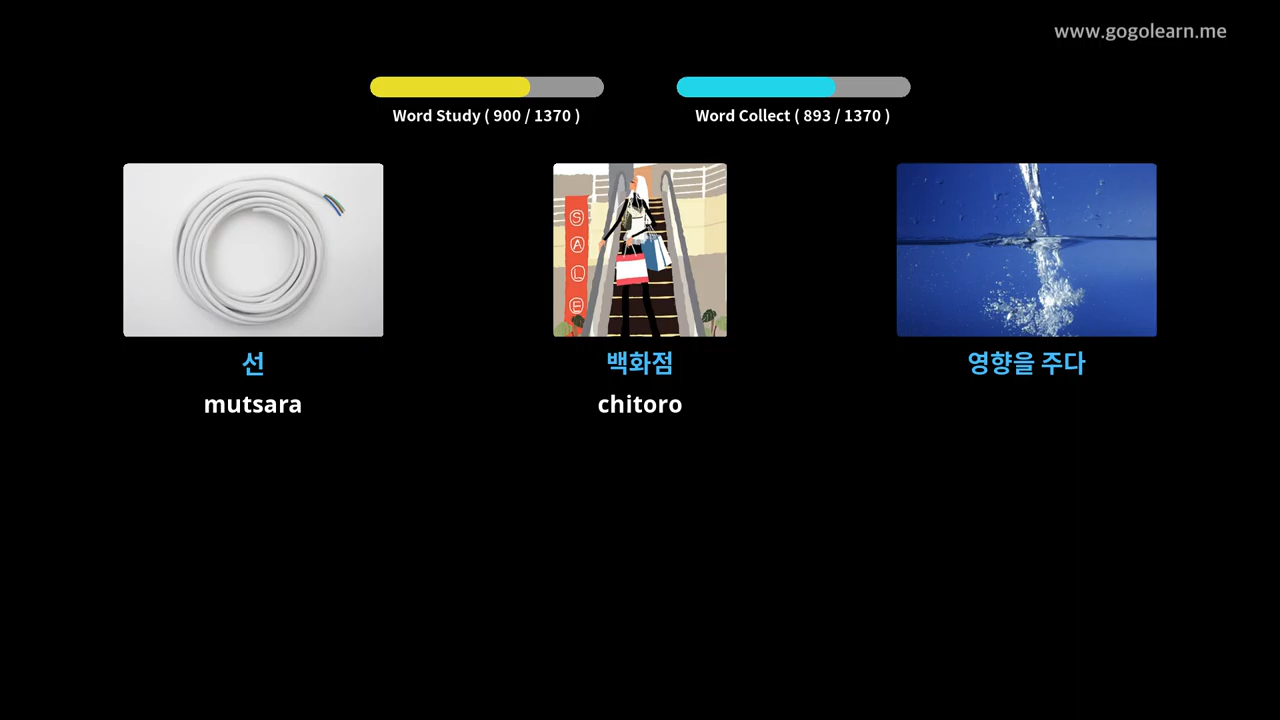 www.gogolearn.me
Word Study ( 900 / 1370 )
Word Collect ( 893 / 1370 )
SALE
선
백화점
영향을 주다
mutsara
chitoro